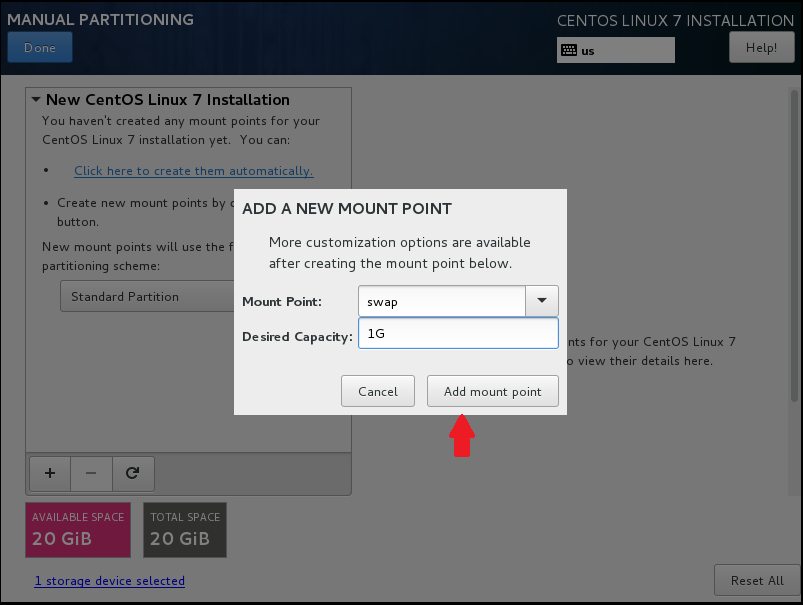 MANUAL PARTITIONING
CENTOS LINUX 7 INSTALLATION
Done
us
Help!
New CentOS Linux 7 Installation
You haven't created any mount points for your
CentOS Linux 7 installation yet. You can:
• Click here to create them automatically.
• Create new mount points by
button.
New mount points will use the
partitioning scheme:
Standard Partition
ADD A NEW MOUNT POINT
More customization options are available
after creating the mount point below.
Mount Point:
swap
Desired Capacity:
1G
Cancel
Add mount point
for your CentOS Linux 7
to view their details here.
AVAILABLE SPACE
20 GiB
TOTAL SPACE
20 GiB
1 storage device selected
Reset All